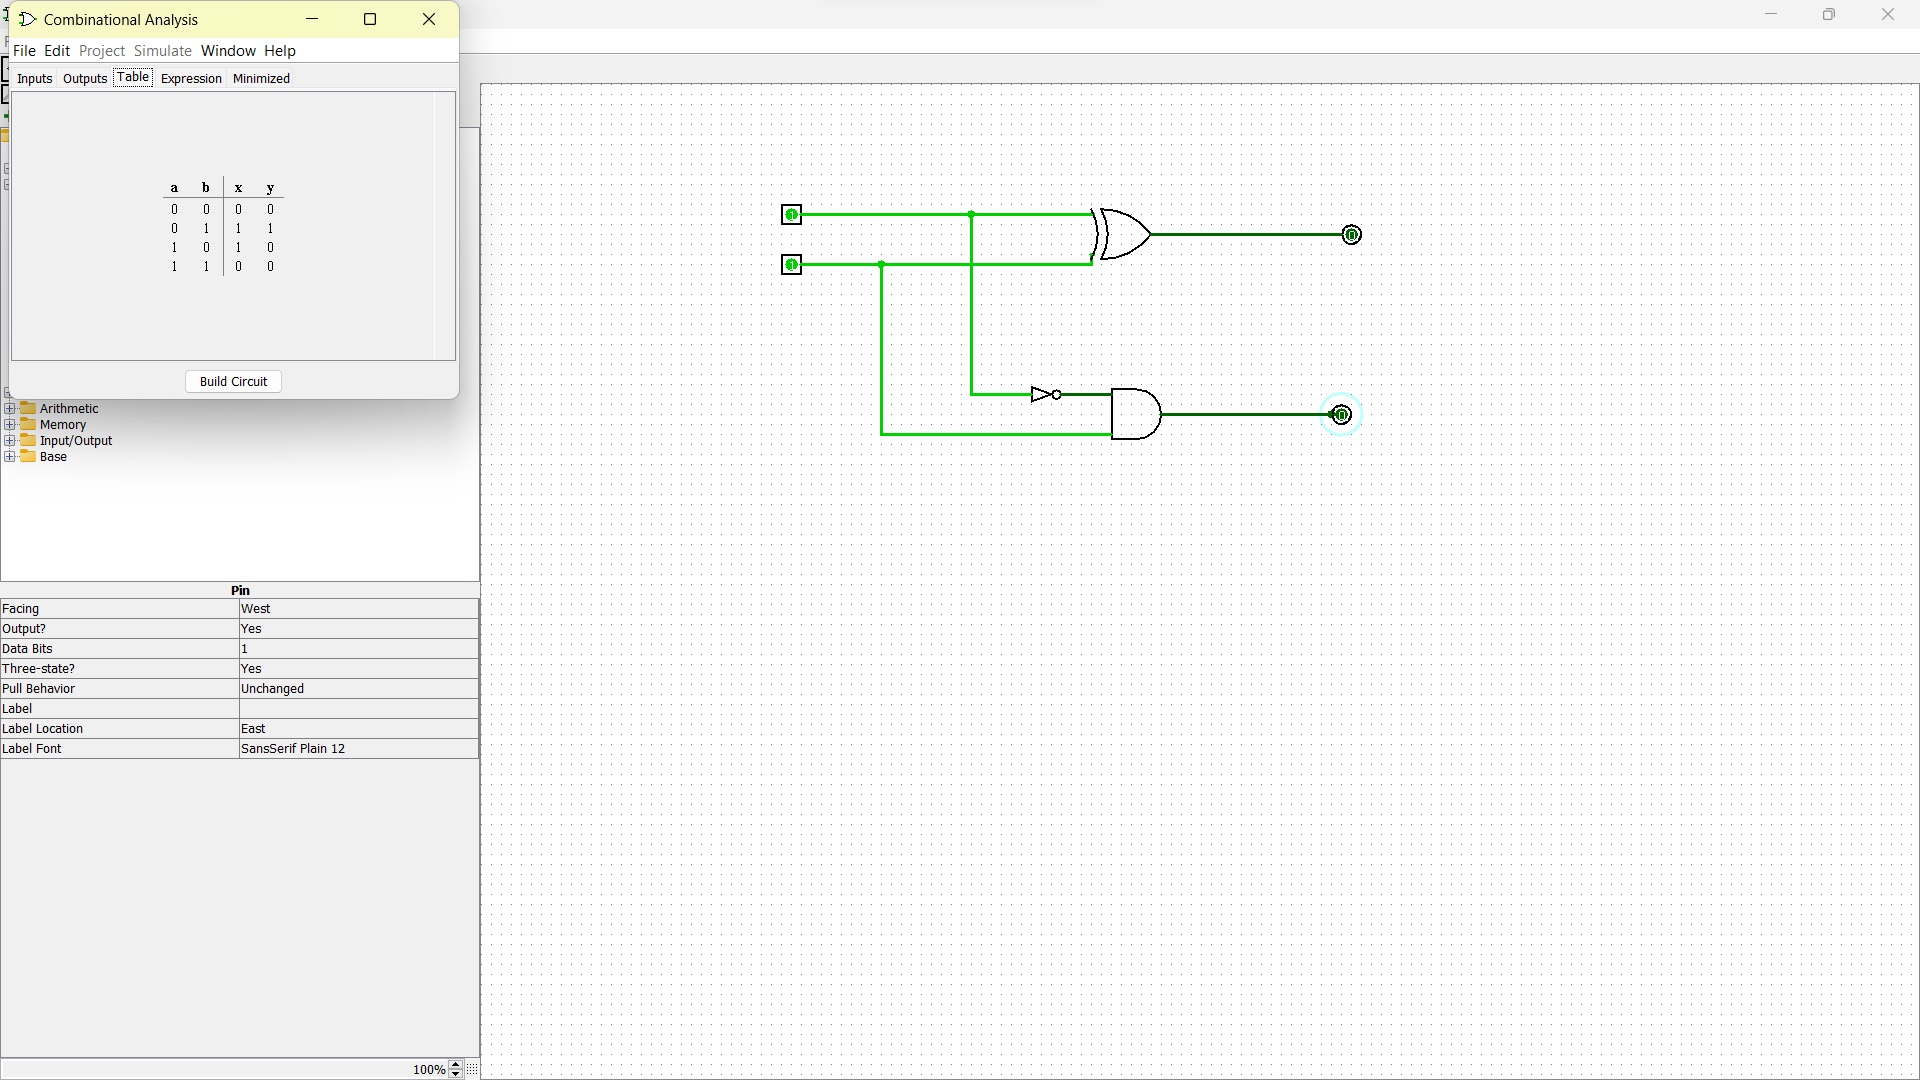 Combinational Analysis
File Edit Project Simulate Window Help
Inputs Outputs Table Expression Minimized
a b x y
0 0 0 0
0 1 1 1
1 0 1 0
1 1 0 0
Build Circuit
Arithmetic
Memory
Input/Output
Base
Pin
Facing West
Output? Yes
Data Bits 1
Three-state? Yes
Pull Behavior Unchanged
Label
Label Location East
Label Font SansSerif Plain 12
100%
1
1
0
0